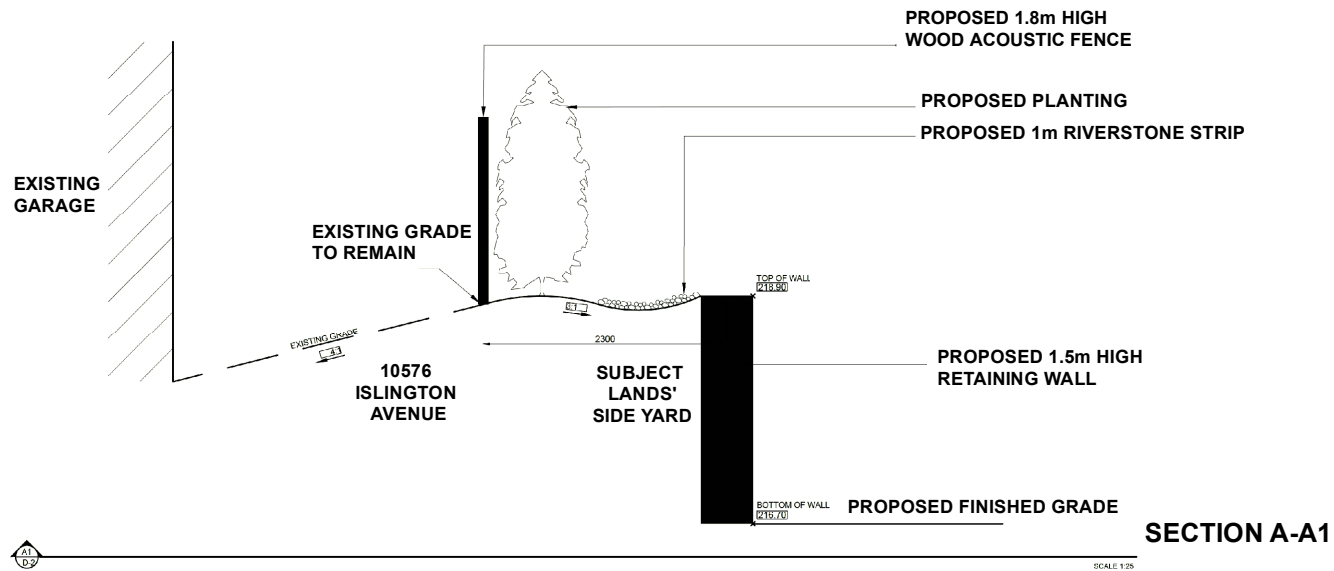 PROPOSED 1.8m HIGH
WOOD ACOUSTIC FENCE
PROPOSED PLANTING
PROPOSED 1m RIVERSTONE STRIP
EXISTING
GARAGE
EXISTING GRADE
TO REMAIN
TOP OF WALL
218.90
EXISTING GRADE
2300
10576
ISLINGTON
AVENUE
SUBJECT
LANDS'
SIDE YARD
PROPOSED 1.5m HIGH
RETAINING WALL
BOTTOM OF WALL
216.70
PROPOSED FINISHED GRADE
SECTION A-A1
A1
D-2
SCALE 1:25